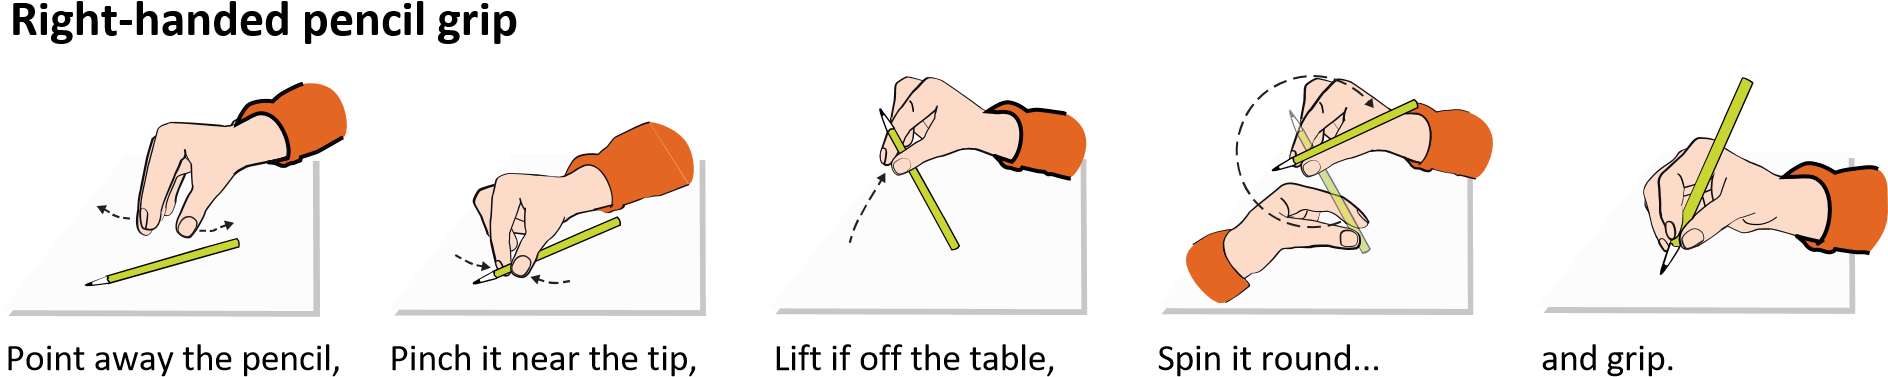 Right-handed pencil grip
Point away the pencil,
Pinch it near the tip,
Lift if off the table,
Spin it round...
and grip.